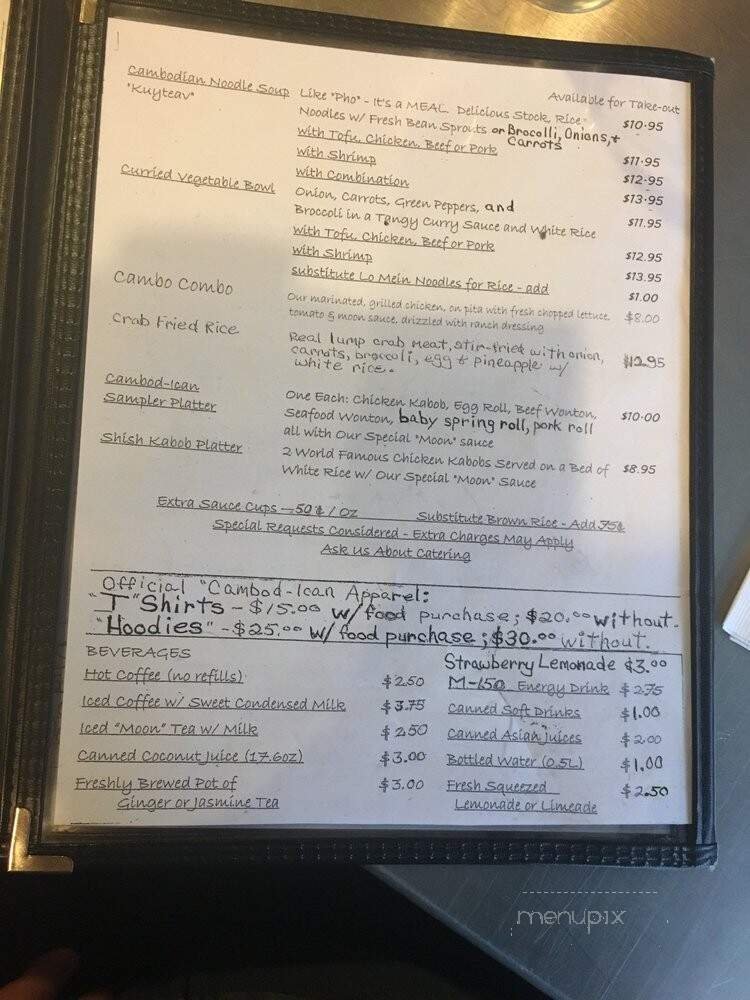 Available for Take-out
Cambodian Noodle Soup Like "Pho" - It's a MEAL Delicious Stock, Rice $10.95
"Kuyteav" Noodles w/ Fresh Bean Sprouts or Brocolli, Onions, + Carrots
with Tofu, Chicken, Beef or Pork $11.95
with Shrimp $12.95
with Combination $13.95
Curried Vegetable Bowl Onion, Carrots, Green Peppers, and $11.95
Broccoli in a Tangy Curry Sauce and White Rice
with Tofu, Chicken, Beef or Pork $12.95
with Shrimp $13.95
substitute Lo Mein Noodles for Rice - add $1.00
Cambo Combo Our marinated, grilled chicken, on pita with fresh chopped lettuce, $8.00
tomato & moon sauce, drizzled with ranch dressing
Crab Fried Rice Real lump crab meat, stir-fried with onion, $12.95
carrots, broccoli, egg & pineapple w/
white rice.
Cambod-Ican
Sampler Platter One Each: Chicken Kabob, Egg Roll, Beef Wonton, $10.00
Seafood Wonton, baby spring roll, pork roll
all with Our Special "Moon" sauce
Shish Kabob Platter 2 World Famous Chicken Kabobs Served on a Bed of $8.95
White Rice w/ Our Special "Moon" Sauce
Extra Sauce Cups — 50¢ / oz Substitute Brown Rice - Add 75¢
Special Requests Considered - Extra Charges May Apply
Ask Us About Catering
Official "Cambod-Ican Apparel:
"T" Shirts - $15.00 w/ food purchase; $20.00 without.
"Hoodies" - $25.00 w/ food purchase; $30.00 without.
BEVERAGES Strawberry Lemonade $3.00
Hot Coffee (no refills) $2.50 M-150 Energy Drink $2.75
Iced Coffee w/ Sweet Condensed Milk $3.75 Canned Soft Drinks $1.00
Iced "Moon" Tea w/ Milk $2.50 Canned Asian Juices $2.00
Canned Coconut Juice (17.6oz) $3.00 Bottled Water (0.5L) $1.00
Freshly Brewed Pot of $3.00 Fresh Squeezed $2.50
Ginger or Jasmine Tea Lemonade or Limeade
menupix